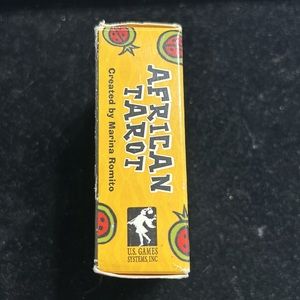 AFRICAN
TAROT
Created by Marina Romito
U.S. GAMES
SYSTEMS, INC